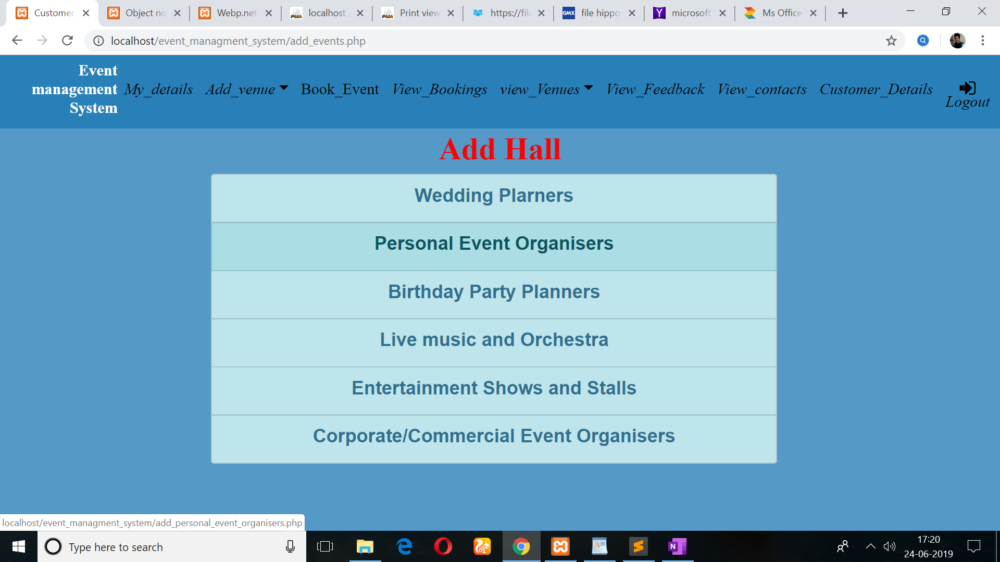 Customer
Object no
Webp.net
localhost /
Print view
https://file
file hippo
microsoft
Ms Office
localhost/event_managment_system/add_events.php
Event
management
System
My_details
Add_venue
Book_Event
View_Bookings
view_Venues
View_Feedback
View_contacts
Customer_Details
Logout
Add Hall
Wedding Plarners
Personal Event Organisers
Birthday Party Planners
Live music and Orchestra
Entertainment Shows and Stalls
Corporate/Commercial Event Organisers
localhost/event_managment_system/add_personal_event_organisers.php
Type here to search
17:20
24-06-2019